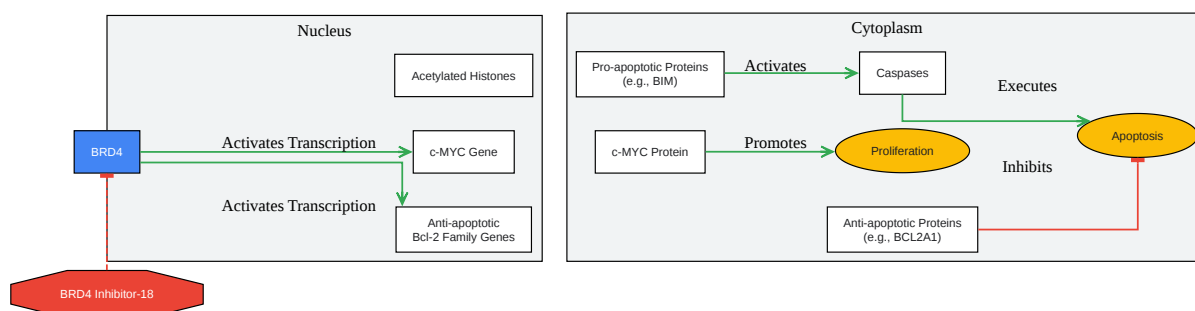 Nucleus
Acetylated Histones
BRD4
Activates Transcription
c-MYC Gene
Activates Transcription
Anti-apoptotic
Bcl-2 Family Genes
BRD4 Inhibitor-18
Cytoplasm
Pro-apoptotic Proteins
(e.g., BIM)
Activates
Caspases
Executes
Apoptosis
c-MYC Protein
Promotes
Proliferation
Inhibits
Anti-apoptotic Proteins
(e.g., BCL2A1)